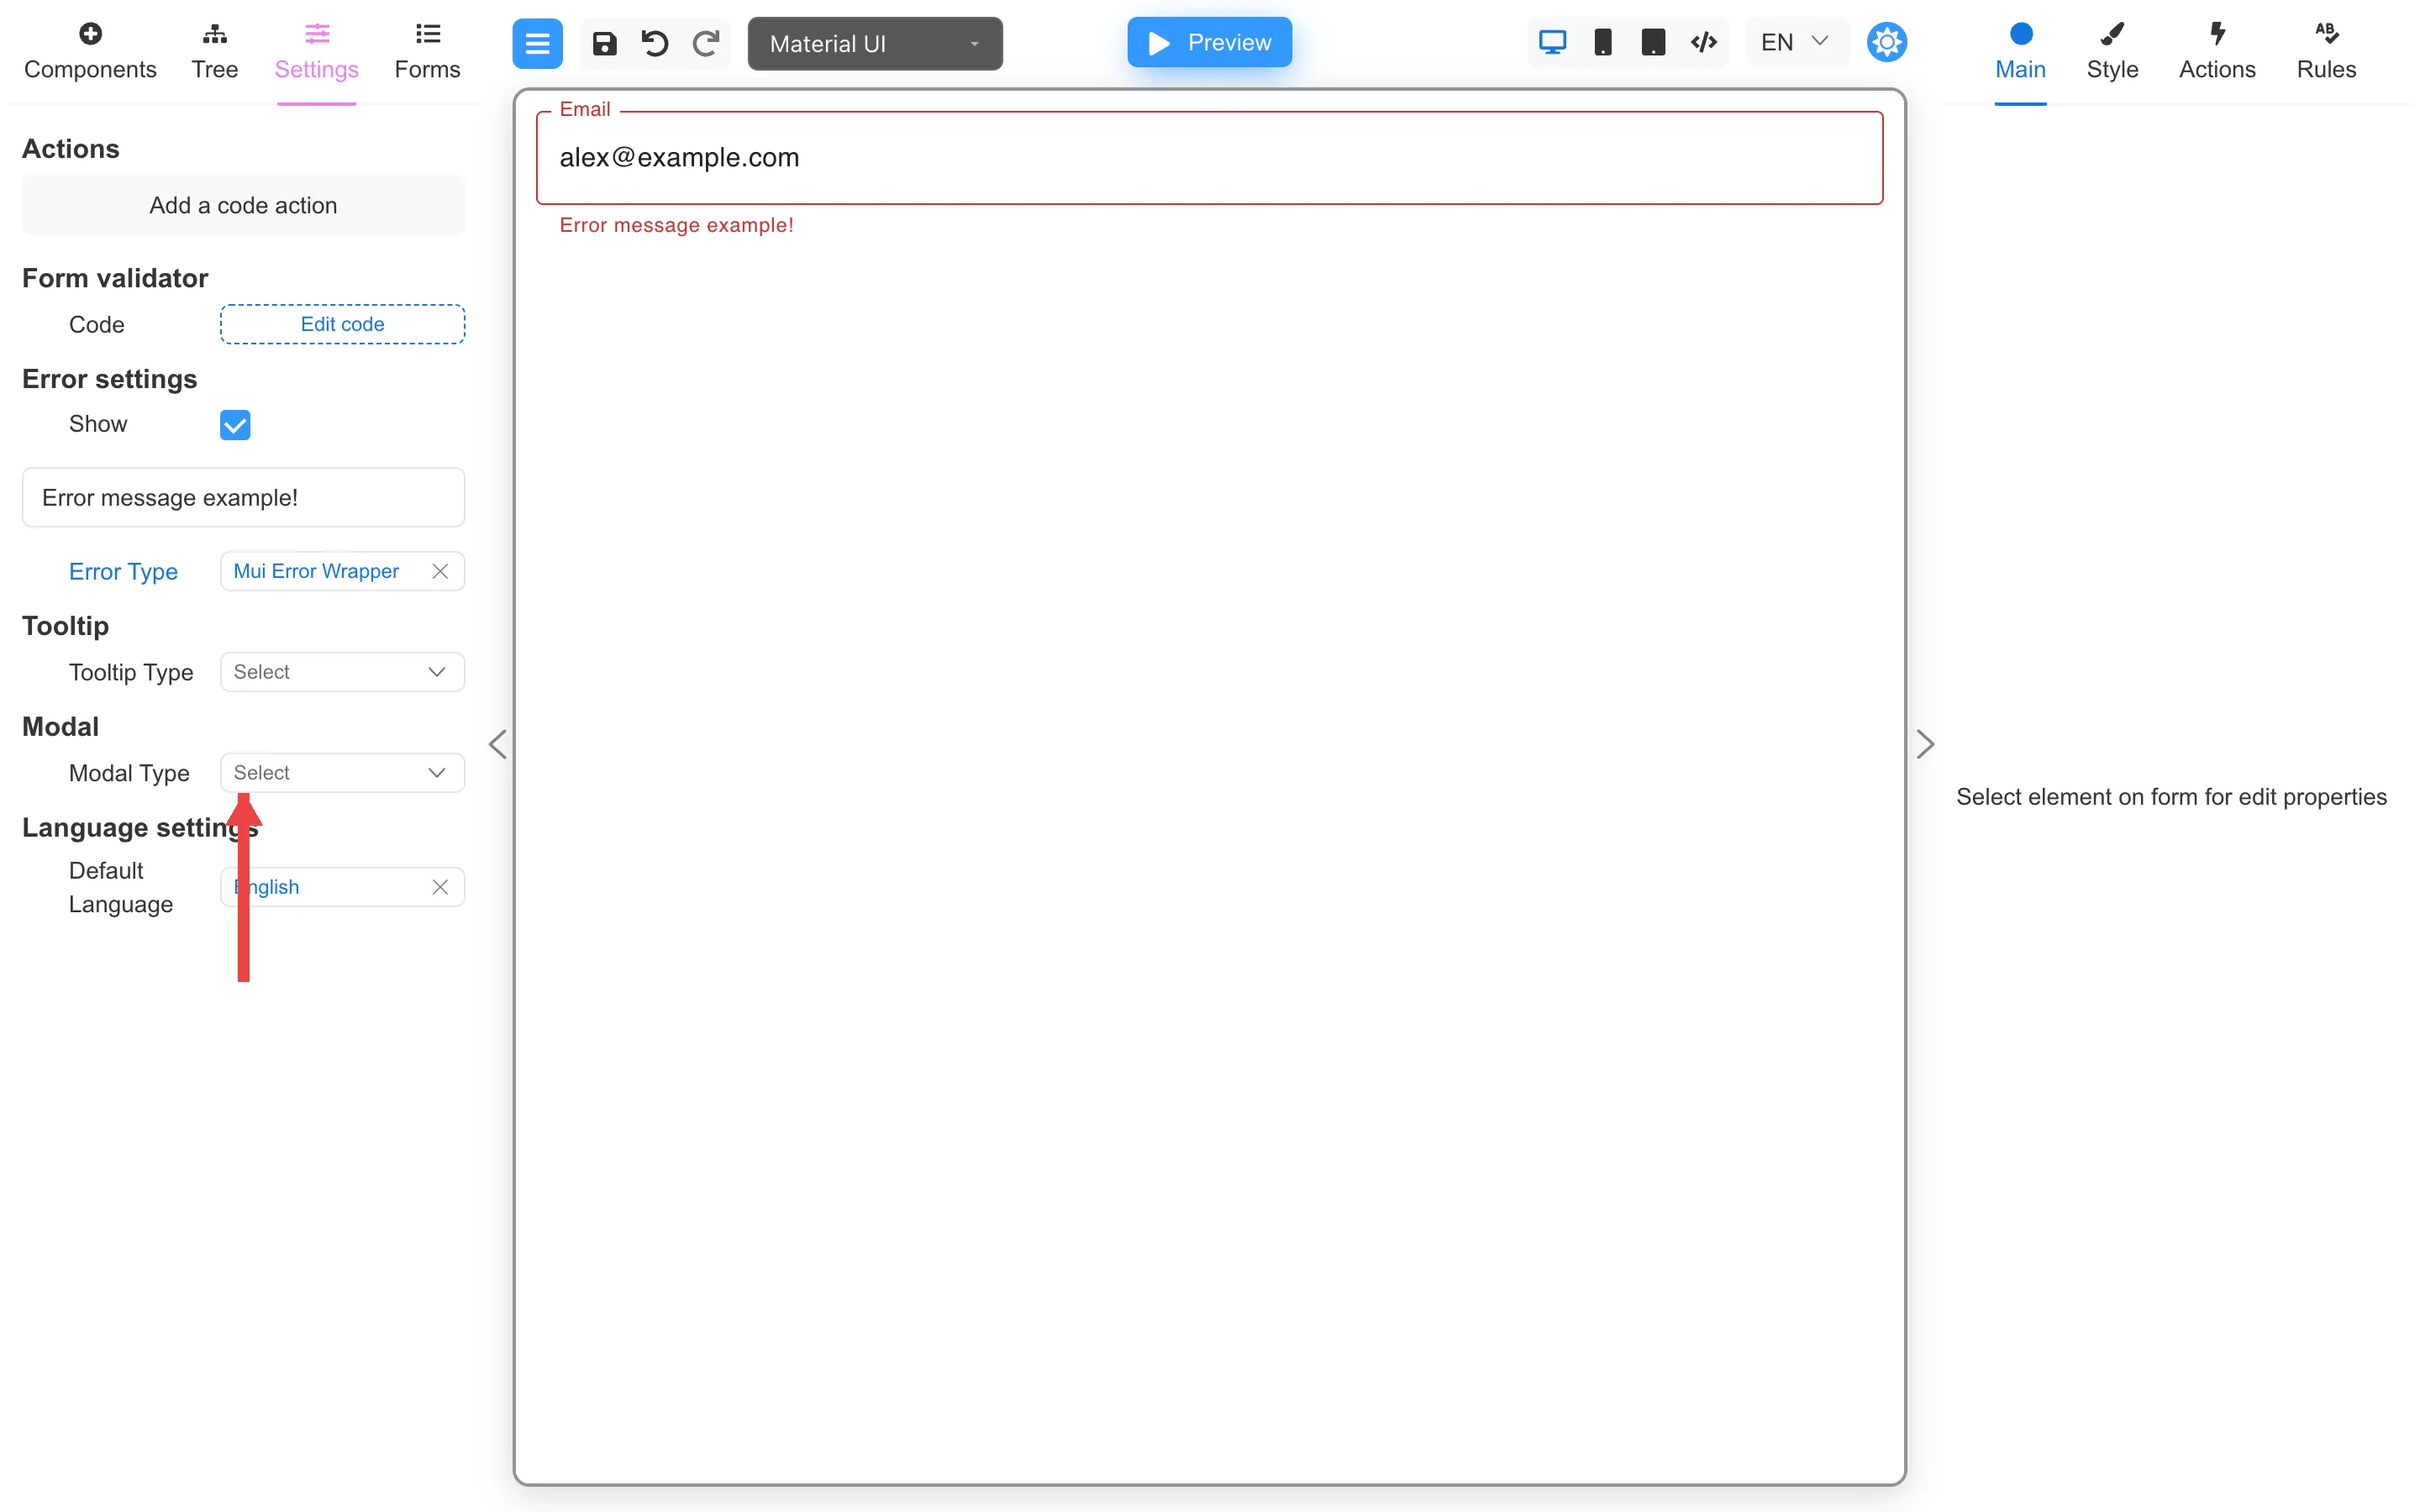 Components Tree Settings Forms
Material UI
Preview
EN
Main Style Actions AB Rules
Actions
Add a code action
Form validator
Code Edit code
Error settings
Show
Error message example!
Error Type Mui Error Wrapper
Tooltip
Tooltip Type Select
Modal
Modal Type Select
Language settings
Default
Language
English
Email
alex@example.com
Error message example!
Select element on form for edit properties